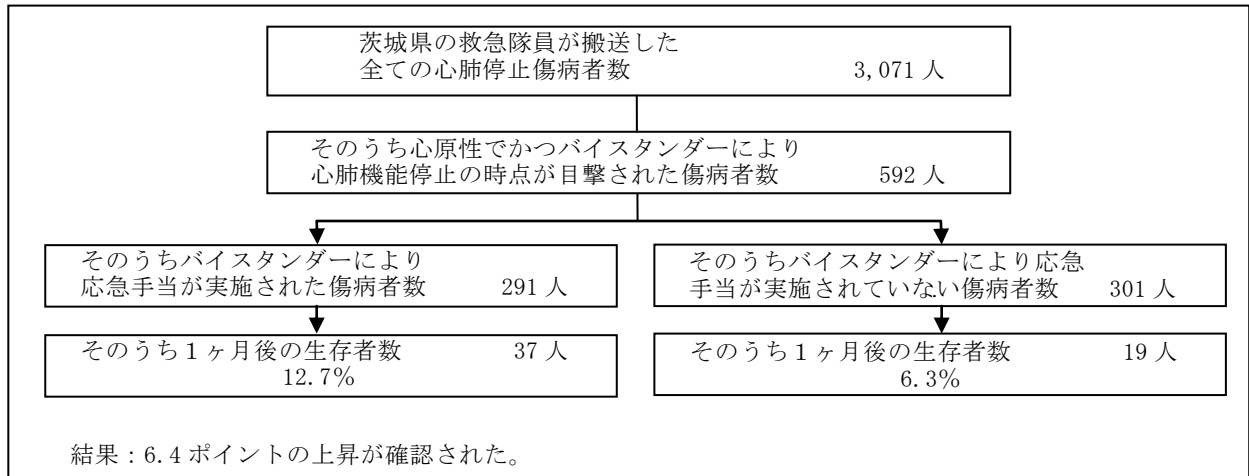 茨城県の救急隊員が搬送した
全ての心肺停止傷病者数 3,071 人
そのうち心原性でかつバイスタンダーにより
心肺機能停止の時点が目撃された傷病者数 592 人
そのうちバイスタンダーにより
応急手当が実施された傷病者数 291 人
そのうち１ヶ月後の生存者数 37 人
12.7%
そのうちバイスタンダーにより応急
手当が実施されていない傷病者数 301 人
そのうち１ヶ月後の生存者数 19 人
6.3%
結果：6.4 ポイントの上昇が確認された。